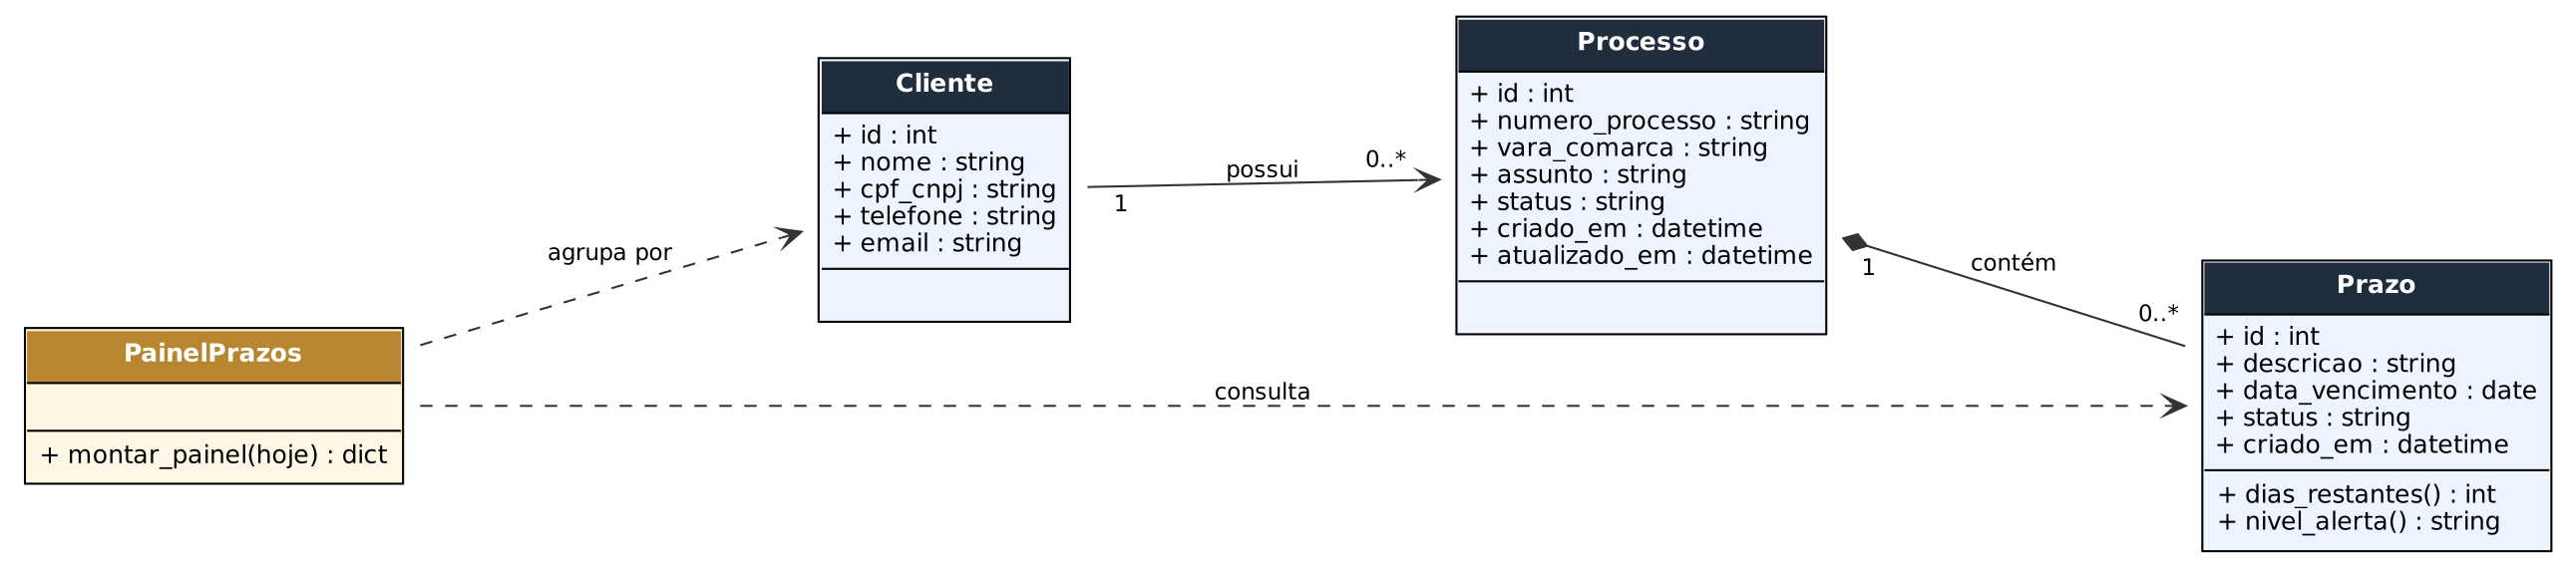 PainelPrazos
+ montar_painel(hoje) : dict
agrupa por
consulta
Cliente
+ id : int
+ nome : string
+ cpf_cnpj : string
+ telefone : string
+ email : string
1
possui
0..*
Processo
+ id : int
+ numero_processo : string
+ vara_comarca : string
+ assunto : string
+ status : string
+ criado_em : datetime
+ atualizado_em : datetime
1
contém
0..*
Prazo
+ id : int
+ descricao : string
+ data_vencimento : date
+ status : string
+ criado_em : datetime
+ dias_restantes() : int
+ nivel_alerta() : string